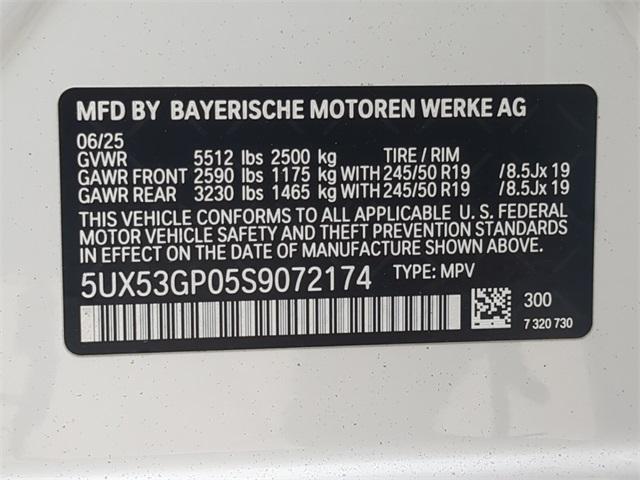 MFD BY BAYERISCHE MOTOREN WERKE AG
06/25
GVWR 5512 lbs 2500 kg TIRE / RIM
GAWR FRONT 2590 lbs 1175 kg WITH 245/50 R19 /8.5Jx 19
GAWR REAR 3230 lbs 1465 kg WITH 245/50 R19 /8.5Jx 19
THIS VEHICLE CONFORMS TO ALL APPLICABLE U. S. FEDERAL
MOTOR VEHICLE SAFETY AND THEFT PREVENTION STANDARDS
IN EFFECT ON THE DATE OF MANUFACTURE SHOWN ABOVE.
5UX53GP05S9072174 TYPE: MPV
300
7 320 730